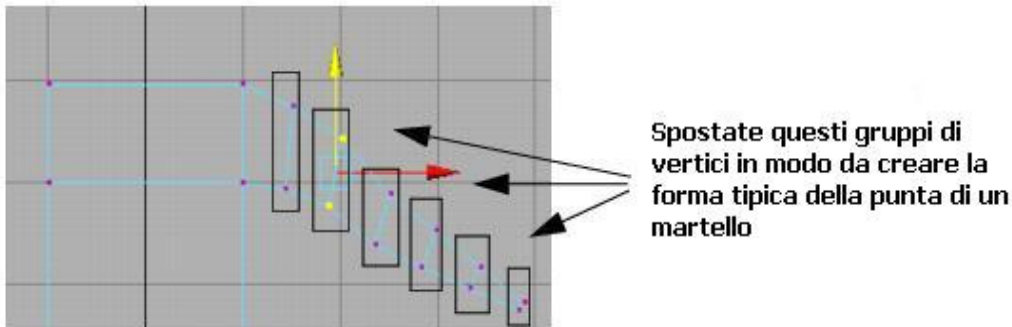 Spostate questi gruppi di
vertici in modo da creare la
forma tipica della punta di un
martello